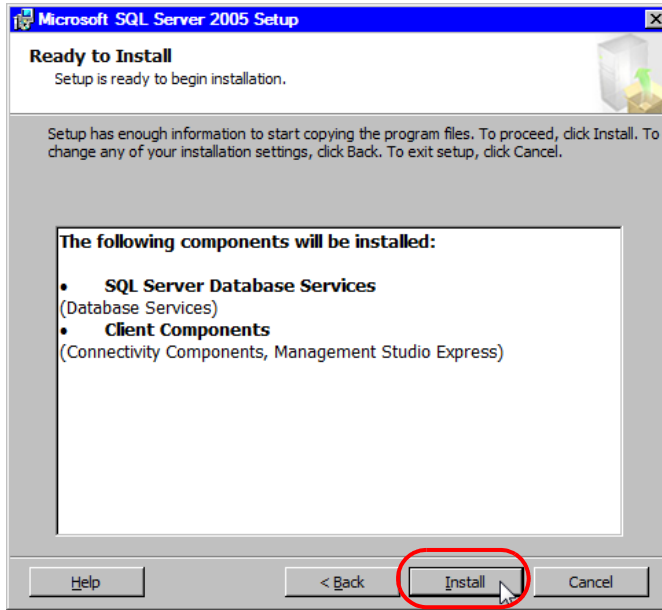 Microsoft SQL Server 2005 Setup
Ready to Install
Setup is ready to begin installation.
Setup has enough information to start copying the program files. To proceed, click Install. To
change any of your installation settings, click Back. To exit setup, click Cancel.
The following components will be installed:
• SQL Server Database Services
(Database Services)
• Client Components
(Connectivity Components, Management Studio Express)
Help
< Back
Install
Cancel